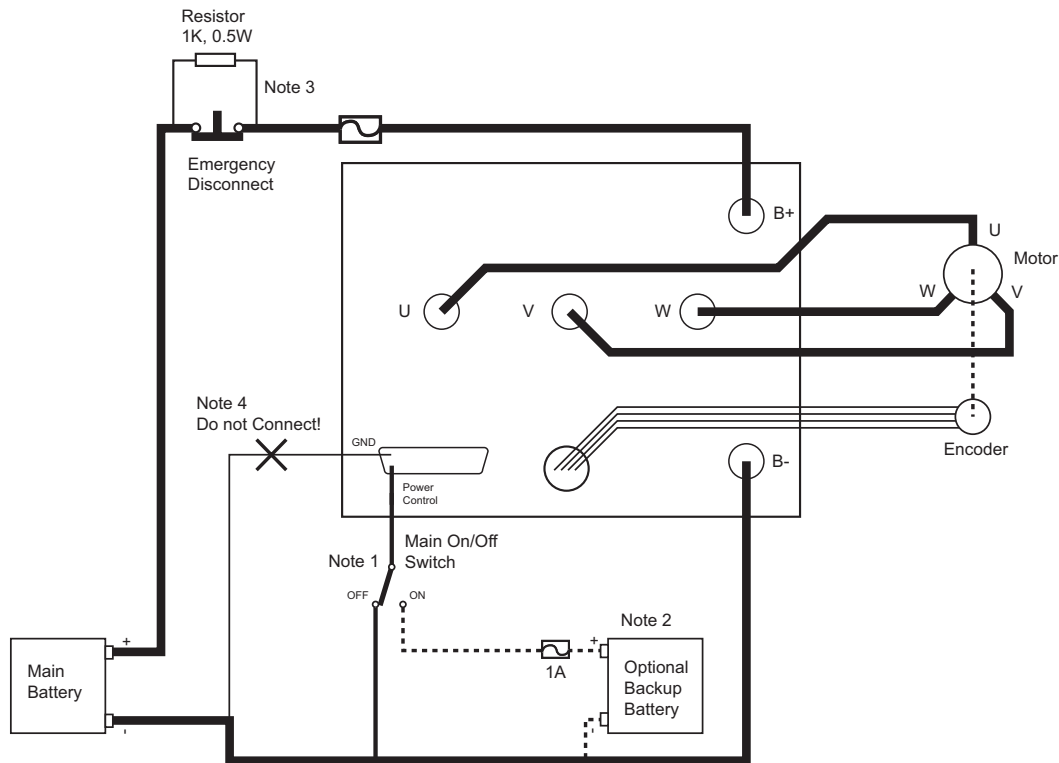 Resistor
1K, 0.5W
Note 3
Emergency
Disconnect
B+
U
Motor
W
V
U
V
W
Note 4
Do not Connect!
GND
Power
Control
B-
Encoder
Main On/Off
Switch
Note 1
OFF
ON
Note 2
+
Main
Battery
-
+
1A
Optional
Backup
Battery
-